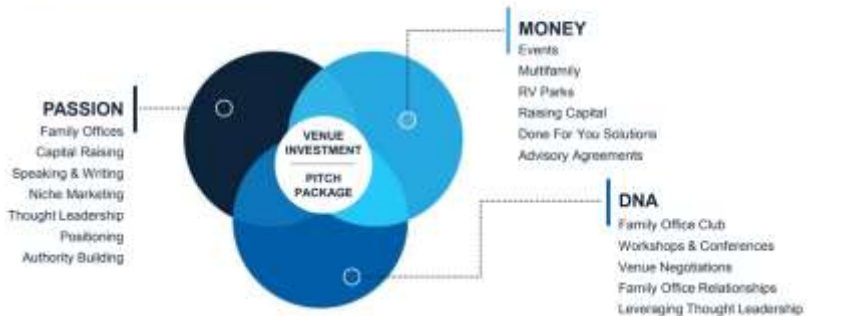 PASSION
Family Offices
Capital Raising
Speaking & Writing
Niche Marketing
Thought Leadership
Positioning
Authority Building
VENUE
INVESTMENT
PITCH
PACKAGE
MONEY
Events
Multifamily
RV Parks
Raising Capital
Done For You Solutions
Advisory Agreements
DNA
Family Office Club
Workshops & Conferences
Venue Negotiations
Family Office Relationships
Leveraging Thought Leadership